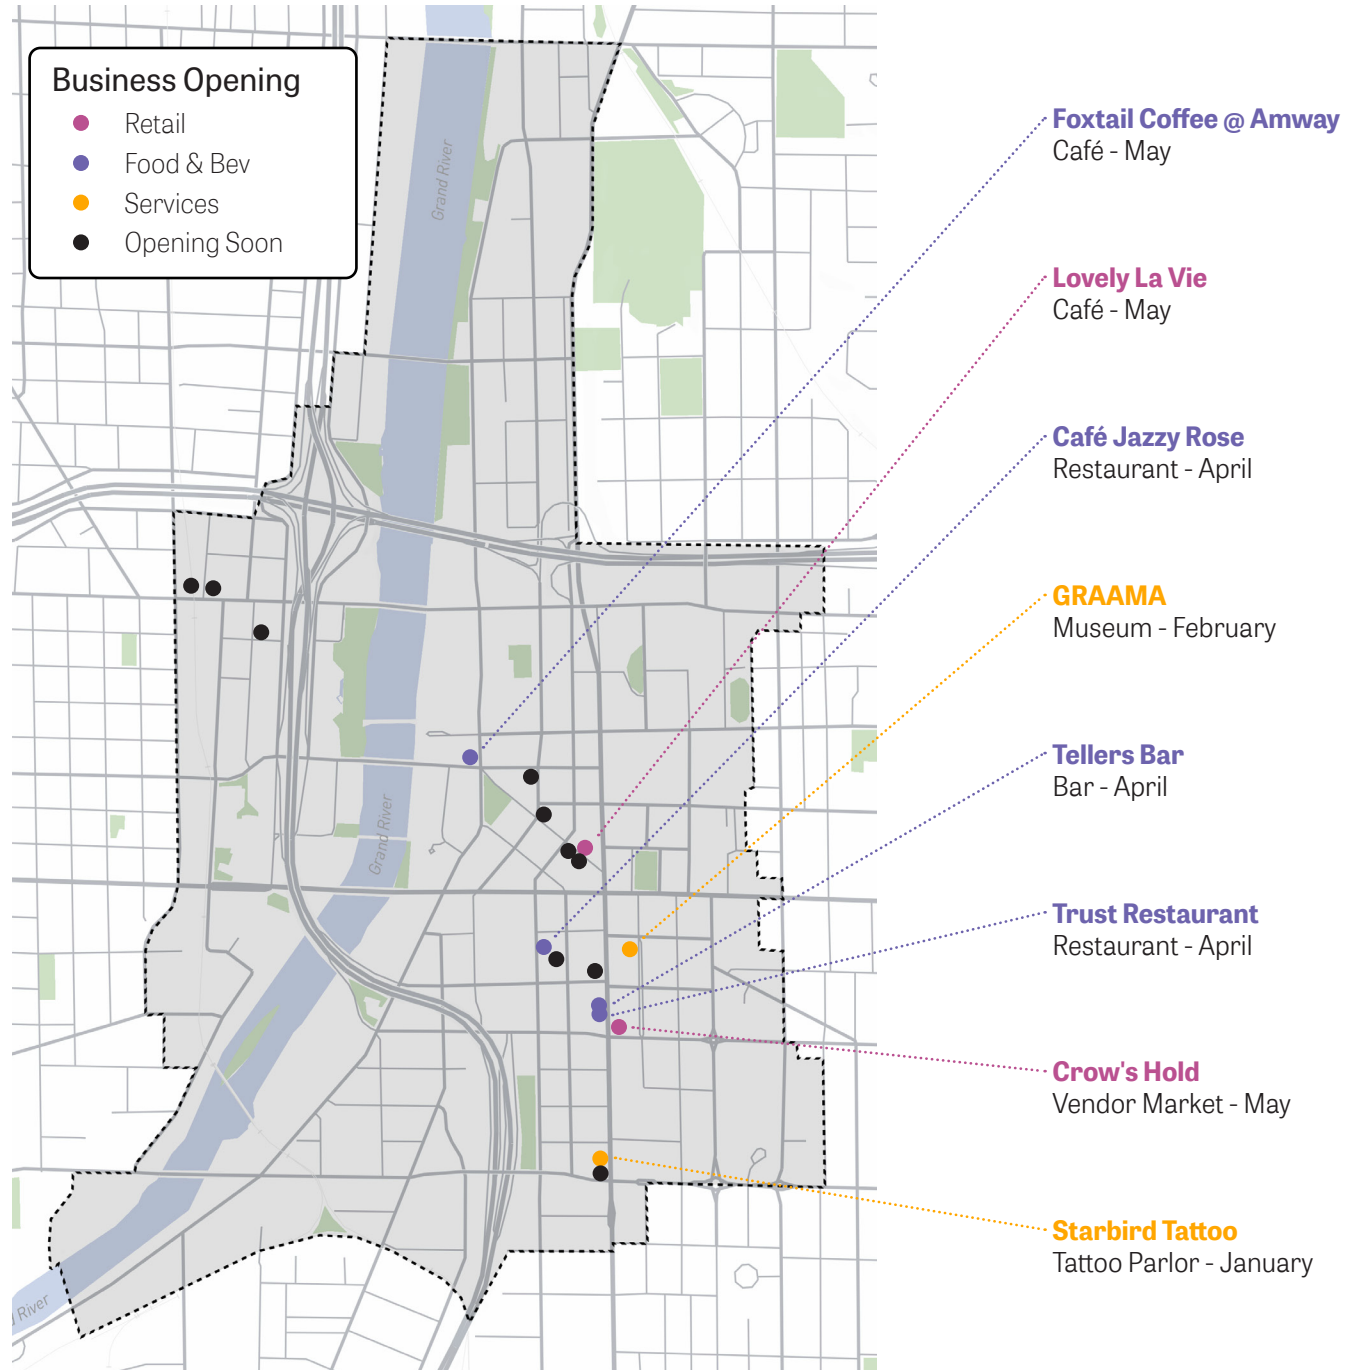 Business Opening
Retail
Food & Bev
Services
Opening Soon
Grand River
Grand River
River
Foxtail Coffee @ Amway
Café - May
Lovely La Vie
Café - May
Café Jazzy Rose
Restaurant - April
GRAAMA
Museum - February
Tellers Bar
Bar - April
Trust Restaurant
Restaurant - April
Crow's Hold
Vendor Market - May
Starbird Tattoo
Tattoo Parlor - January